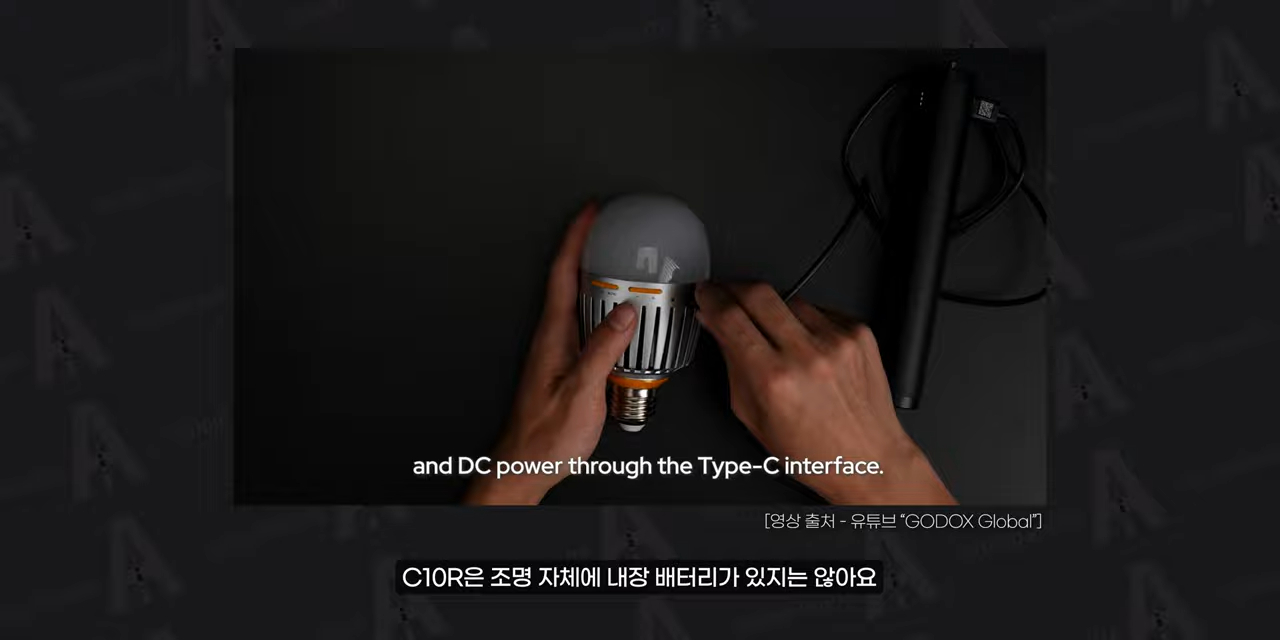 and DC power through the Type-C interface.
[영상 출처 - 유튜브 “GODOX Global”]
C10R은 조명 자체에 내장 배터리가 있지는 않아요